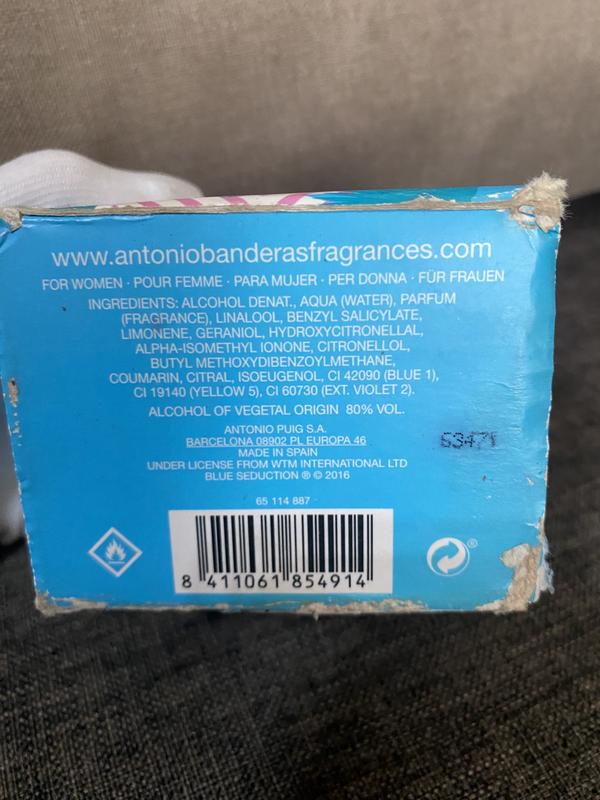 www.antoniobanderasfragrances.com
FOR WOMEN · POUR FEMME · PARA MUJER · PER DONNA · FÜR FRAUEN
INGREDIENTS: ALCOHOL DENAT., AQUA (WATER), PARFUM
(FRAGRANCE), LINALOOL, BENZYL SALICYLATE,
LIMONENE, GERANIOL, HYDROXYCITRONELLAL,
ALPHA-ISOMETHYL IONONE, CITRONELLOL,
BUTYL METHOXYDIBENZOYLMETHANE,
COUMARIN, CITRAL, ISOEUGENOL, CI 42090 (BLUE 1),
CI 19140 (YELLOW 5), CI 60730 (EXT. VIOLET 2).
ALCOHOL OF VEGETAL ORIGIN 80% VOL.
ANTONIO PUIG S.A.
BARCELONA 08902 PL EUROPA 46
MADE IN SPAIN
UNDER LICENSE FROM WTM INTERNATIONAL LTD
BLUE SEDUCTION ® © 2016
65 114 887
8 411061 854914
®